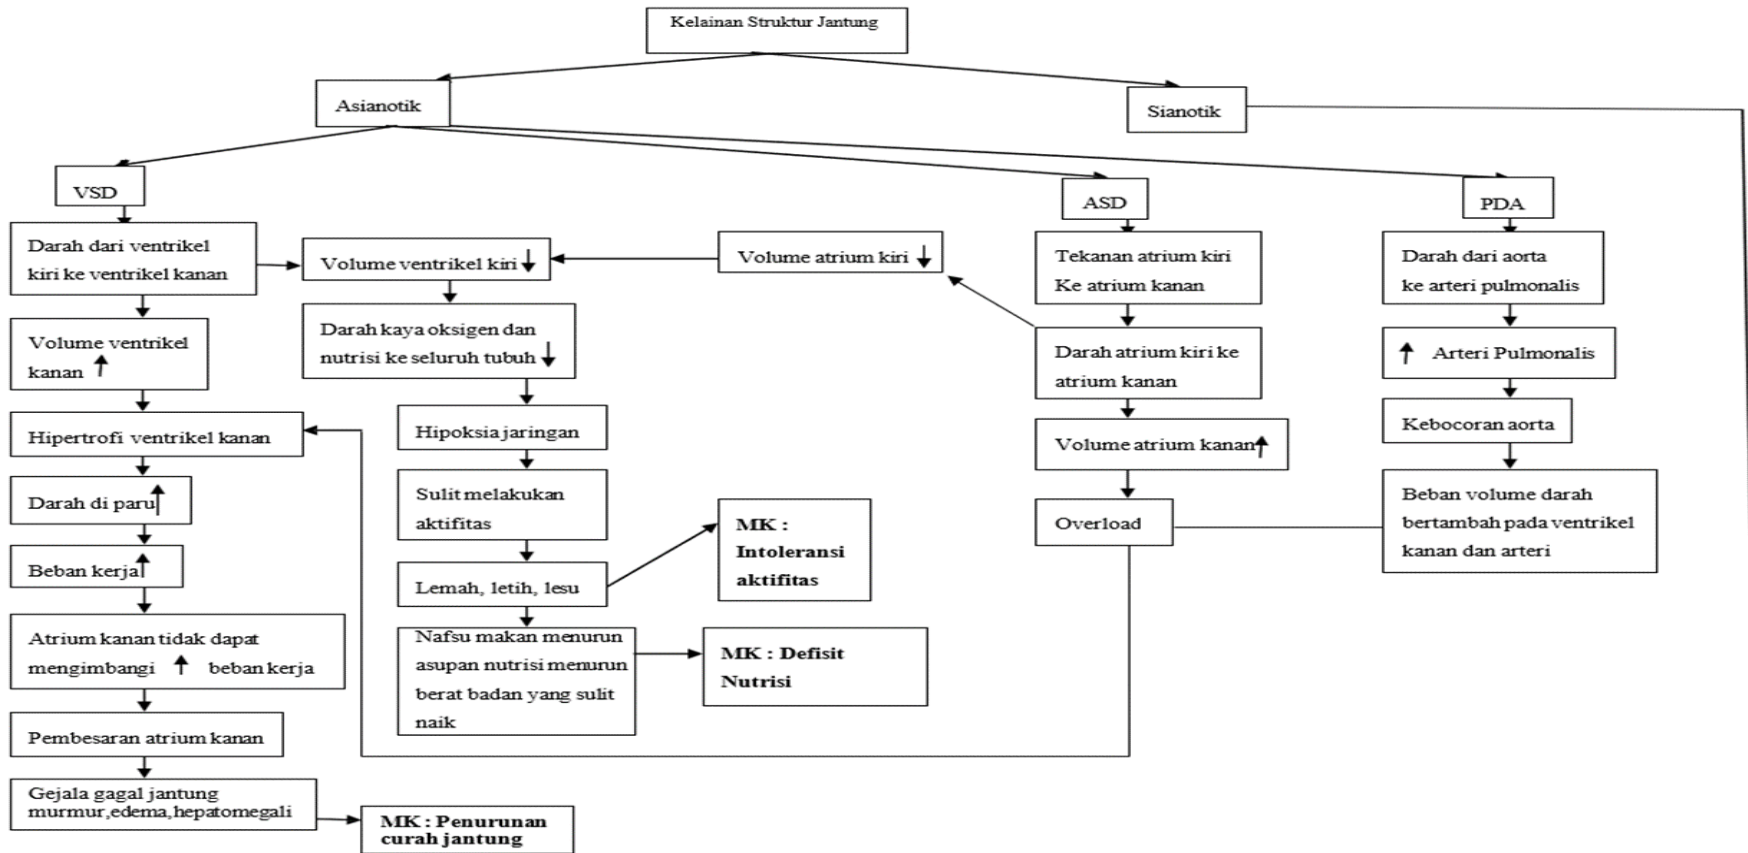 Kelainan Struktur Jantung
Asianotik
Sianotik
VSD
ASD
PDA
Darah dari ventrikel
kiri ke ventrikel kanan
Volume ventrikel kiri ↓
Volume atrium kiri ↓
Tekanan atrium kiri
Ke atrium kanan
Darah dari aorta
ke arteri pulmonalis
Volume ventrikel
kanan ↑
Darah kaya oksigen dan
nutrisi ke seluruh tubuh ↓
Darah atrium kiri ke
atrium kanan
↑ Arteri Pulmonalis
Hipertrofi ventrikel kanan
Hipoksia jaringan
Volume atrium kanan ↑
Kebocoran aorta
Darah di paru ↑
Sulit melakukan
aktifitas
MK :
Intoleransi
aktifitas
Overload
Beban volume darah
bertambah pada ventrikel
kanan dan arteri
Beban kerja ↑
Lemah, letih, lesu
Atrium kanan tidak dapat
mengimbangi ↑ beban kerja
Nafsu makan menurun
asupan nutrisi menurun
berat badan yang sulit
naik
MK : Defisit
Nutrisi
Pembesaran atrium kanan
Gejala gagal jantung
murmur,edema,hepatomegali
MK : Penurunan
curah jantung